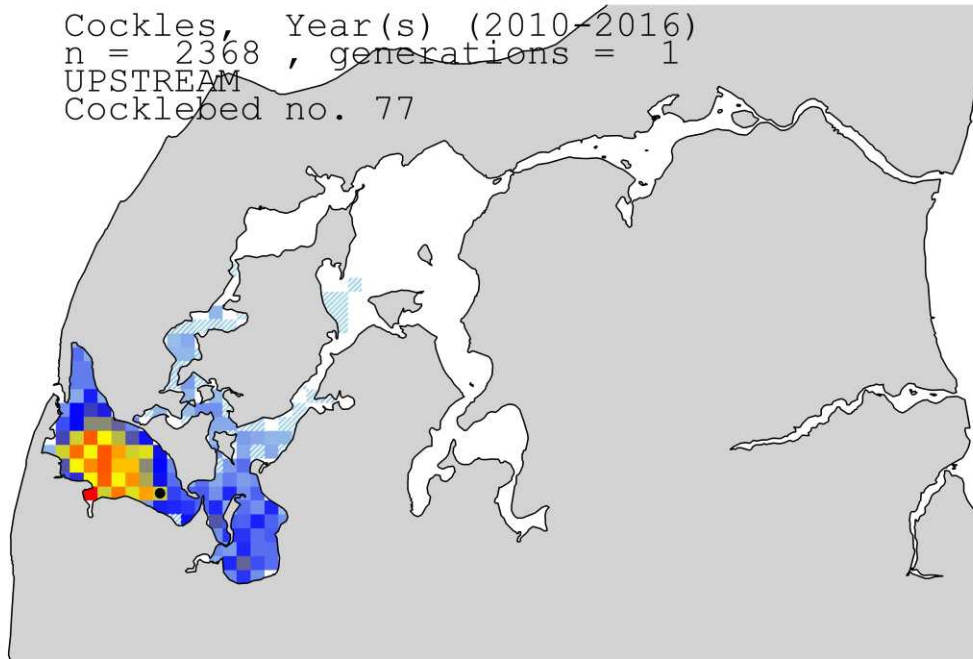 Cockles, Year(s) (2010-2016)
n = 2368 , generations = 1
UPSTREAM
Cocklebed no. 77